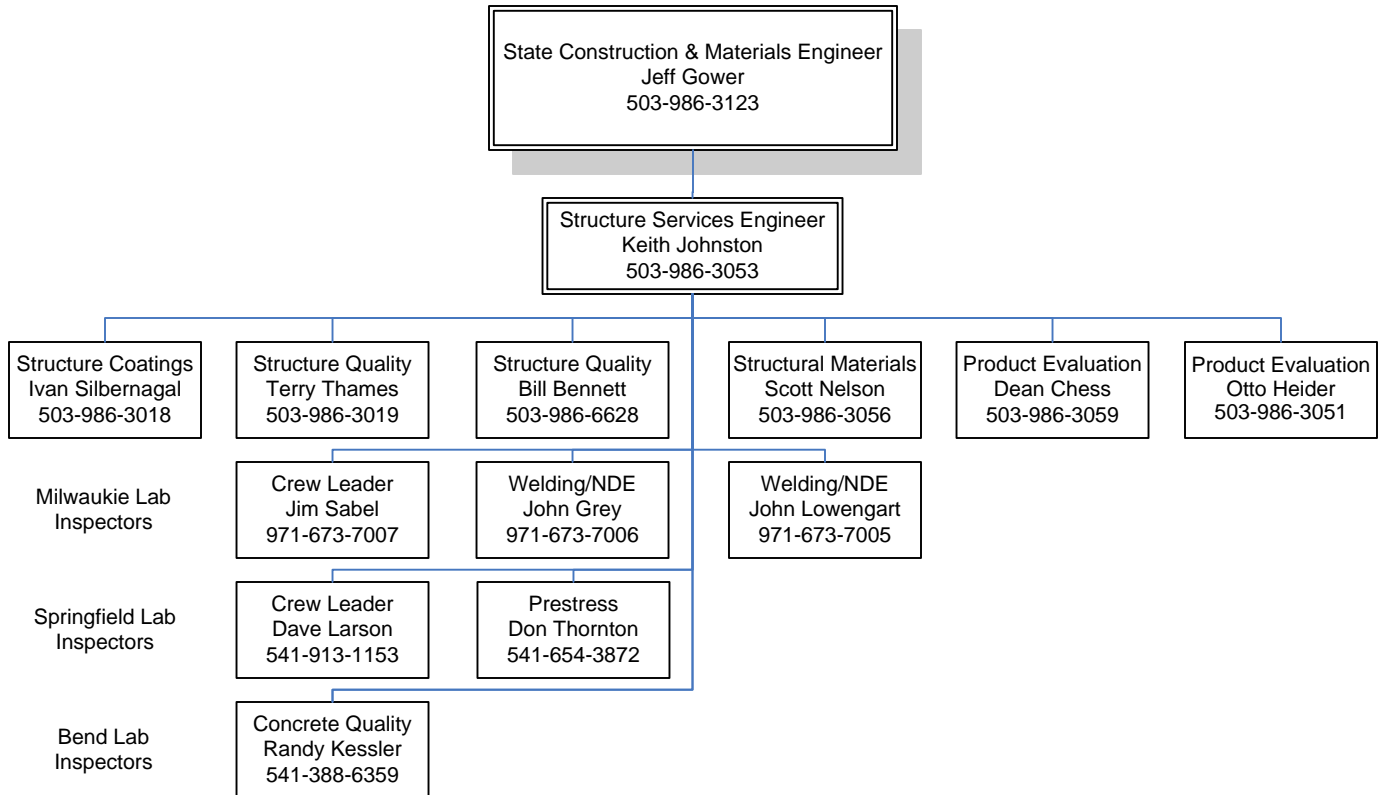 State Construction & Materials Engineer
Jeff Gower
503-986-3123
Structure Services Engineer
Keith Johnston
503-986-3053
Structure Coatings
Ivan Silbernagal
503-986-3018
Structure Quality
Terry Thames
503-986-3019
Structure Quality
Bill Bennett
503-986-6628
Structural Materials
Scott Nelson
503-986-3056
Product Evaluation
Dean Chess
503-986-3059
Product Evaluation
Otto Heider
503-986-3051
Milwaukie Lab
Inspectors
Crew Leader
Jim Sabel
971-673-7007
Welding/NDE
John Grey
971-673-7006
Welding/NDE
John Lowengart
971-673-7005
Springfield Lab
Inspectors
Crew Leader
Dave Larson
541-913-1153
Prestress
Don Thornton
541-654-3872
Bend Lab
Inspectors
Concrete Quality
Randy Kessler
541-388-6359